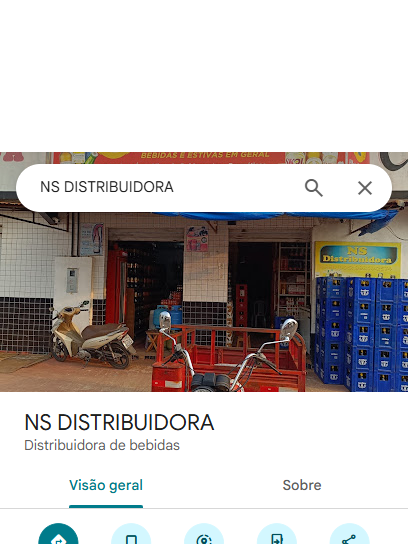 BEBIDAS E ESTIVAS EM GERAL
NS DISTRIBUIDORA
NS
Distribuidora
NS DISTRIBUIDORA
Distribuidora de bebidas
Visão geral
Sobre